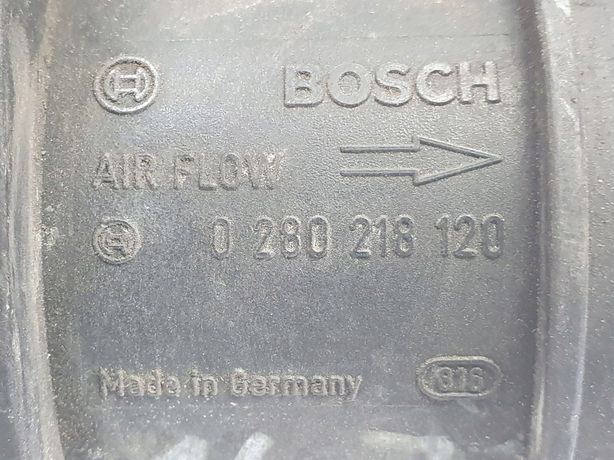 BOSCH
AIR FLOW
0 280 218 120
Made in Germany